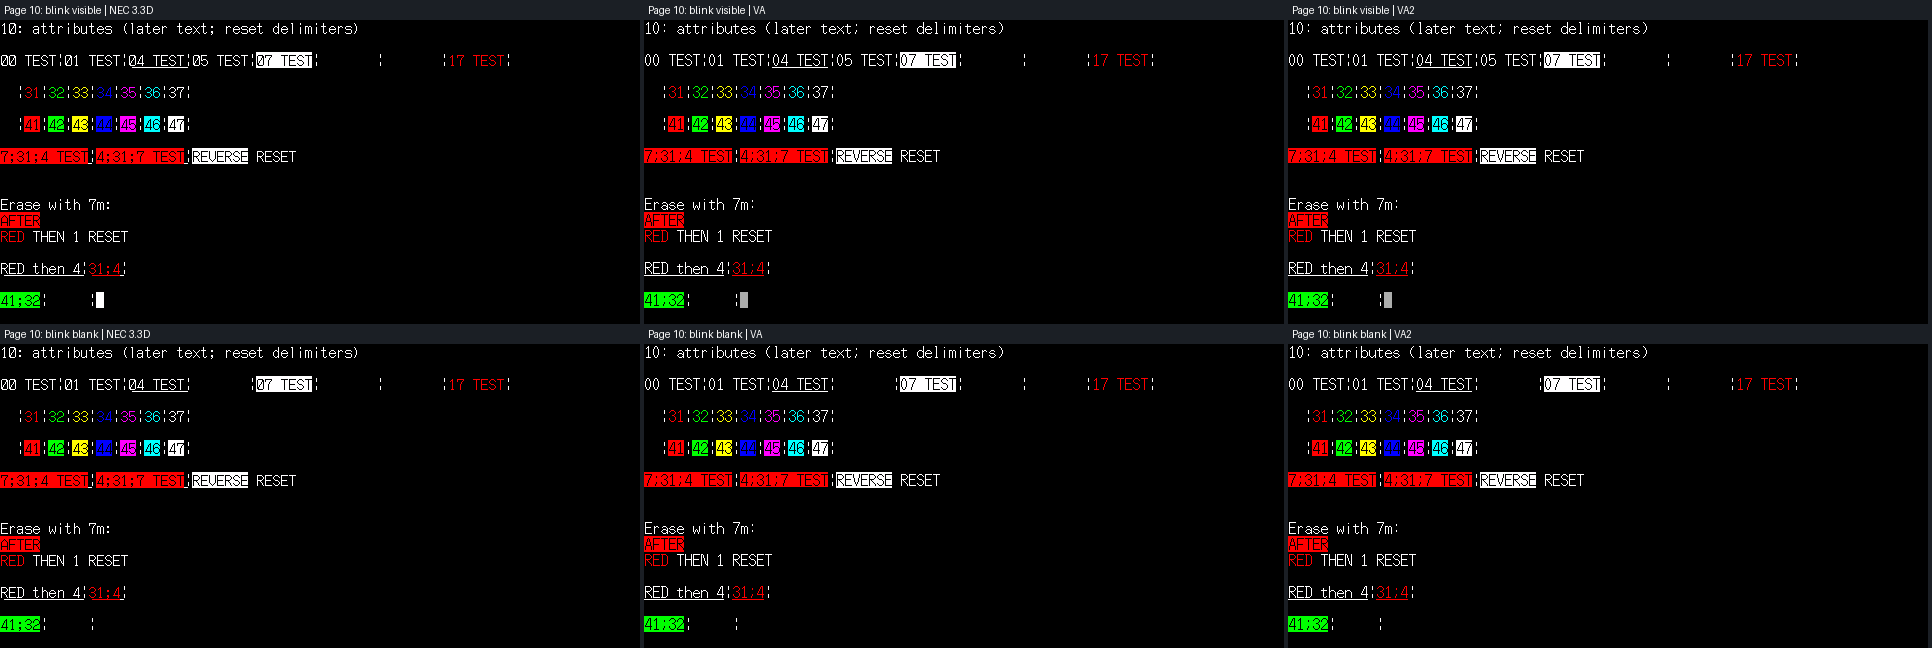 Page 10: blink visible | NEC 3.3D
10: attributes (later text; reset delimiters)
00 TEST¦01 TEST¦04 TEST¦05 TEST¦07 TEST¦ ¦ ¦17 TEST¦
¦31¦32¦33¦34¦35¦36¦37¦
¦41¦42¦43¦44¦45¦46¦47¦
7;31;4 TEST¦4;31;7 TEST¦REVERSE RESET
Erase with 7m:
AFTER
RED THEN 1 RESET
RED then 4¦31;4¦
41;32¦ ¦
Page 10: blink visible | VA
10: attributes (later text; reset delimiters)
00 TEST¦01 TEST¦04 TEST¦05 TEST¦07 TEST¦ ¦ ¦17 TEST¦
¦31¦32¦33¦34¦35¦36¦37¦
¦41¦42¦43¦44¦45¦46¦47¦
7;31;4 TEST¦4;31;7 TEST¦REVERSE RESET
Erase with 7m:
AFTER
RED THEN 1 RESET
RED then 4¦31;4¦
41;32¦ ¦
Page 10: blink visible | VA2
10: attributes (later text; reset delimiters)
00 TEST¦01 TEST¦04 TEST¦05 TEST¦07 TEST¦ ¦ ¦17 TEST¦
¦31¦32¦33¦34¦35¦36¦37¦
¦41¦42¦43¦44¦45¦46¦47¦
7;31;4 TEST¦4;31;7 TEST¦REVERSE RESET
Erase with 7m:
AFTER
RED THEN 1 RESET
RED then 4¦31;4¦
41;32¦ ¦
Page 10: blink blank | NEC 3.3D
10: attributes (later text; reset delimiters)
00 TEST¦01 TEST¦04 TEST¦ ¦07 TEST¦ ¦ ¦17 TEST¦
¦31¦32¦33¦34¦35¦36¦37¦
¦41¦42¦43¦44¦45¦46¦47¦
7;31;4 TEST¦4;31;7 TEST¦REVERSE RESET
Erase with 7m:
AFTER
RED THEN 1 RESET
RED then 4¦31;4¦
41;32¦ ¦
Page 10: blink blank | VA
10: attributes (later text; reset delimiters)
00 TEST¦01 TEST¦04 TEST¦ ¦07 TEST¦ ¦ ¦17 TEST¦
¦31¦32¦33¦34¦35¦36¦37¦
¦41¦42¦43¦44¦45¦46¦47¦
7;31;4 TEST¦4;31;7 TEST¦REVERSE RESET
Erase with 7m:
AFTER
RED THEN 1 RESET
RED then 4¦31;4¦
41;32¦ ¦
Page 10: blink blank | VA2
10: attributes (later text; reset delimiters)
00 TEST¦01 TEST¦04 TEST¦ ¦07 TEST¦ ¦ ¦17 TEST¦
¦31¦32¦33¦34¦35¦36¦37¦
¦41¦42¦43¦44¦45¦46¦47¦
7;31;4 TEST¦4;31;7 TEST¦REVERSE RESET
Erase with 7m:
AFTER
RED THEN 1 RESET
RED then 4¦31;4¦
41;32¦ ¦